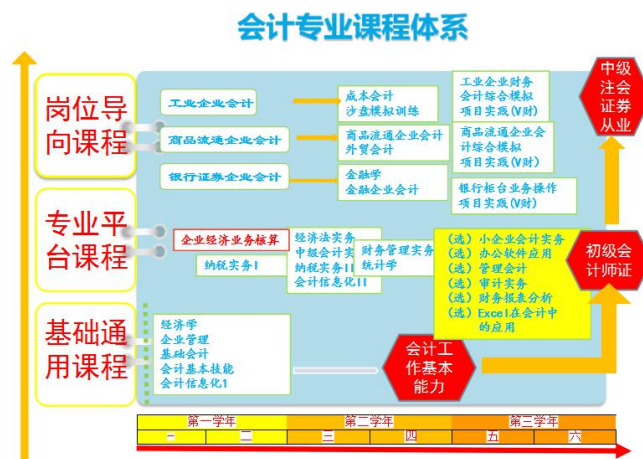 会计专业课程体系
岗位导
向课程
工业企业会计
成本会计
沙盘模拟训练
工业企业财务
会计综合模拟
项目实践(V财)
商品流通企业会计
商品流通企业会计
外贸会计
商品流通企业会
计综合模拟
项目实践(V财)
银行证券企业会计
金融学
金融企业会计
银行柜台业务操作
项目实践(V财)
中级
注会
证券
从业
专业平
台课程
企业经济业务核算
纳税实务I
经济法实务
中级会计实
纳税实务II
会计信息化II
财务管理实务
统计学
(选)小企业会计实务
(选)办公软件应用
(选)管理会计
(选)审计实务
(选)财务报表分析
(选)Excel在会计中
的应用
初级会
计师证
基础通
用课程
经济学
企业管理
基础会计
会计基本技能
会计信息化1
会计工
作基本
能力
第一学年 第二学年 第三学年
一 二 三 四 五 六